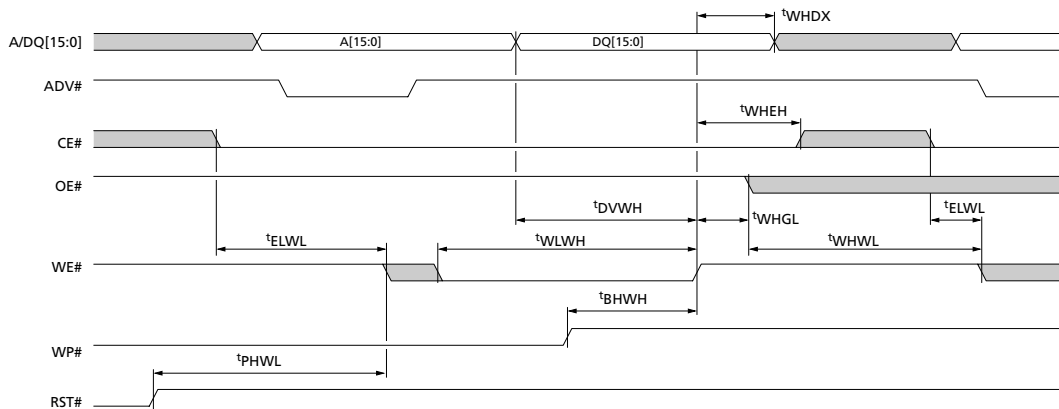 tWHDX
A/DQ[15:0] A[15:0] DQ[15:0]
ADV#
tWHEH
CE#
OE#
tDVWH tWHGL tELWL
tELWL tWLWH tWHWL
WE#
tBHWH
WP#
tPHWL
RST#